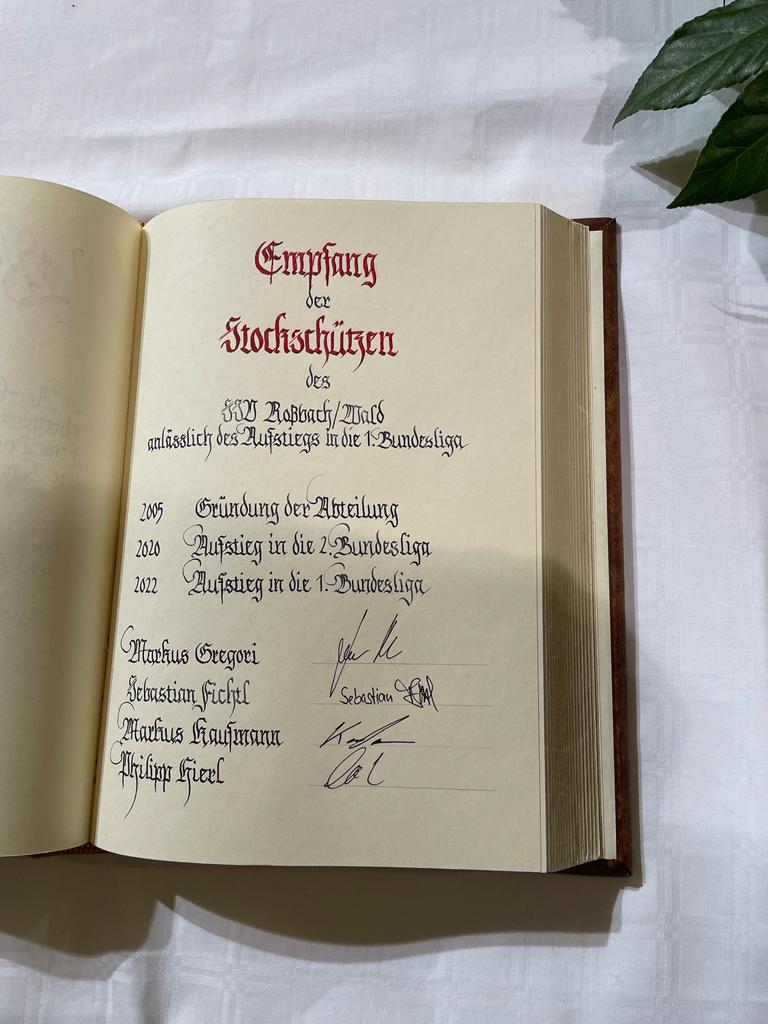 Empfang
der
Stockschützen
des
SSV Roßbach/Wald
anlässlich des Aufstiegs in die 1. Bundesliga
2005 Gründung der Abteilung
2020 Aufstieg in die 2. Bundesliga
2022 Aufstieg in die 1. Bundesliga
Markus Gregori
Sebastian Fichtl Sebastian
Markus Kaufmann
Philipp Hierl